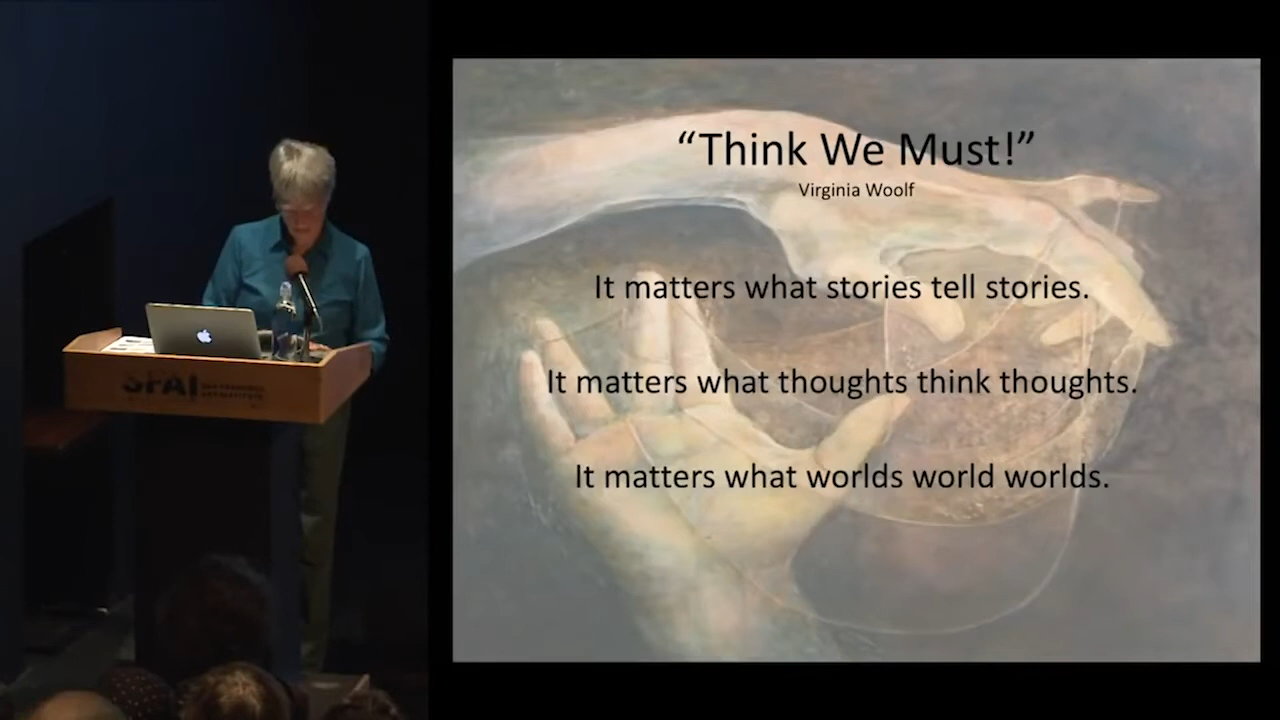 “Think We Must!”
Virginia Woolf
It matters what stories tell stories.
It matters what thoughts think thoughts.
It matters what worlds world worlds.
SFAI